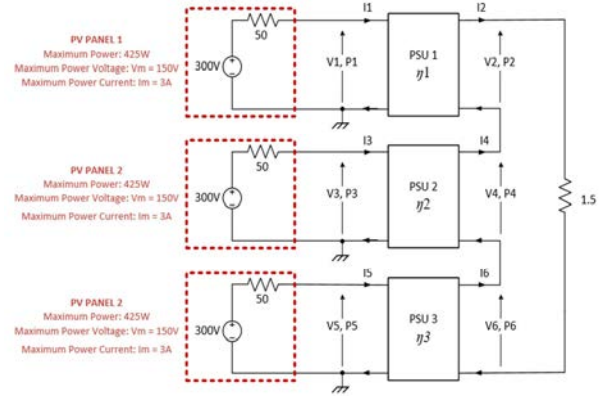 PV PANEL 1
Maximum Power: 425W
Maximum Power Voltage: Vm = 150V
Maximum Power Current: Im = 3A
300V
50
I1
V1, P1
PSU 1
η1
I2
V2, P2
PV PANEL 2
Maximum Power: 425W
Maximum Power Voltage: Vm = 150V
Maximum Power Current: Im = 3A
300V
50
I3
V3, P3
PSU 2
η2
I4
V4, P4
1.5
PV PANEL 2
Maximum Power: 425W
Maximum Power Voltage: Vm = 150V
Maximum Power Current: Im = 3A
300V
50
I5
V5, P5
PSU 3
η3
I6
V6, P6